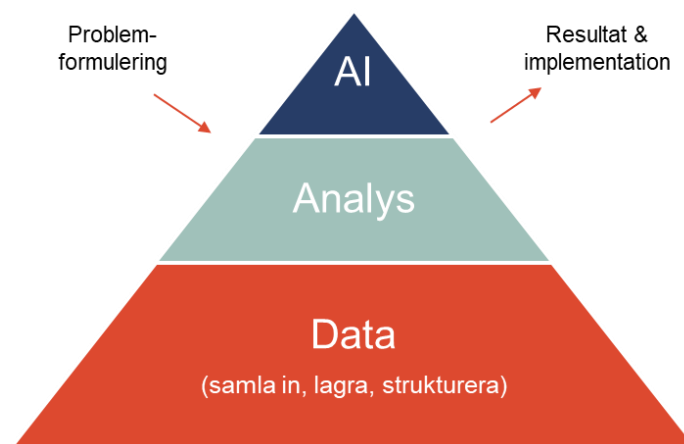 Problem-
formulering
Resultat &
implementation
AI
Analys
Data
(samla in, lagra, strukturera)